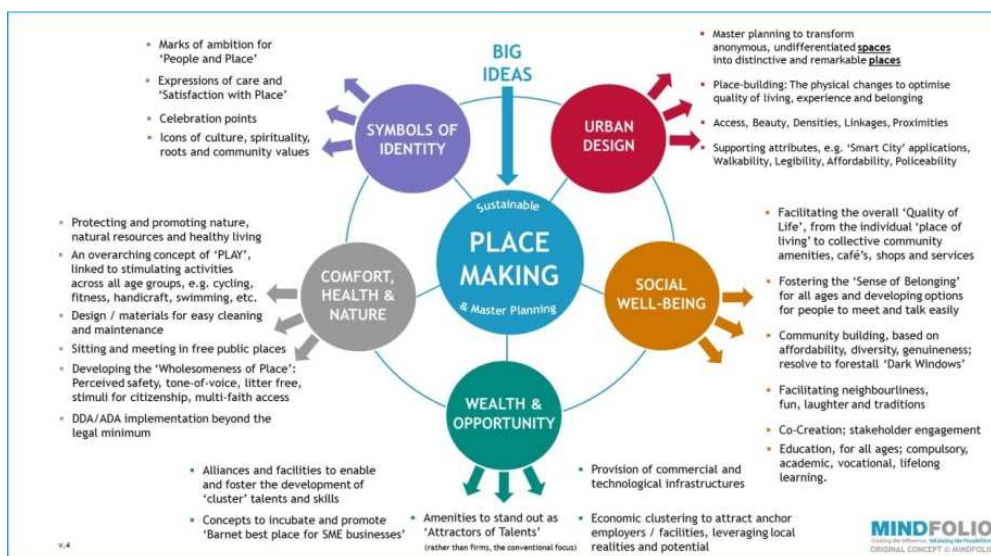 BIG
IDEAS
Sustainable
PLACE
MAKING
& Master Planning
SYMBOLS OF
IDENTITY
▪ Marks of ambition for
‘People and Place’
▪ Expressions of care and
‘Satisfaction with Place’
▪ Celebration points
▪ Icons of culture, spirituality,
roots and community values
URBAN
DESIGN
▪ Master planning to transform
anonymous, undifferentiated spaces
into distinctive and remarkable places
▪ Place-building: The physical changes to optimise
quality of living, experience and belonging
▪ Access, Beauty, Densities, Linkages, Proximities
▪ Supporting attributes, e.g. ‘Smart City’ applications,
Walkability, Legibility, Affordability, Policeability
COMFORT,
HEALTH &
NATURE
▪ Protecting and promoting nature,
natural resources and healthy living
▪ An overarching concept of ‘PLAY’,
linked to stimulating activities
across all age groups, e.g. cycling,
fitness, handicraft, swimming, etc.
▪ Design / materials for easy cleaning
and maintenance
▪ Sitting and meeting in free public places
▪ Developing the ‘Wholesomeness of Place’:
Perceived safety, tone-of-voice, litter free,
stimuli for citizenship, multi-faith access
▪ DDA/ADA implementation beyond the
legal minimum
SOCIAL
WELL-BEING
▪ Facilitating the overall ‘Quality of
Life’, from the individual ‘place of
living’ to collective community
amenities, café’s, shops and services
▪ Fostering the ‘Sense of Belonging’
for all ages and developing options
for people to meet and talk easily
▪ Community building, based on
affordability, diversity, genuineness;
resolve to forestall ‘Dark Windows’
▪ Facilitating neighbourliness,
fun, laughter and traditions
▪ Co-Creation; stakeholder engagement
▪ Education, for all ages; compulsory,
academic, vocational, lifelong
learning.
WEALTH &
OPPORTUNITY
▪ Alliances and facilities to enable
and foster the development of
‘cluster’ talents and skills
▪ Concepts to incubate and promote
‘Barnet best place for SME businesses’
▪ Amenities to stand out as
‘Attractors of Talents’
(rather than firms, the conventional focus)
▪ Provision of commercial and
technological infrastructures
▪ Economic clustering to attract anchor
employers / facilities, leveraging local
realities and potential
v.4
MINDFOLIO
Creating the Difference,
ORIGINAL CONCEPT © MINDFOLIO